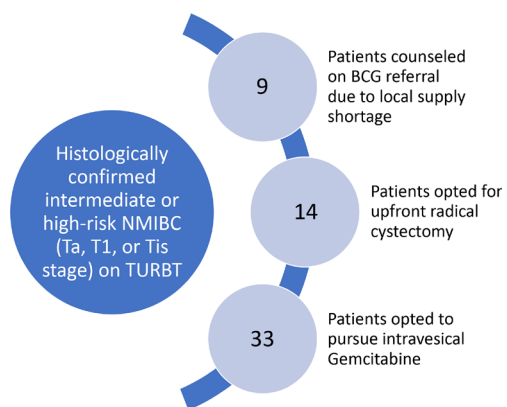 Histologically
confirmed
intermediate or
high-risk NMIBC
(Ta, T1, or Tis
stage) on TURBT
9
Patients counseled
on BCG referral
due to local supply
shortage
14
Patients opted for
upfront radical
cystectomy
33
Patients opted to
pursue intravesical
Gemcitabine